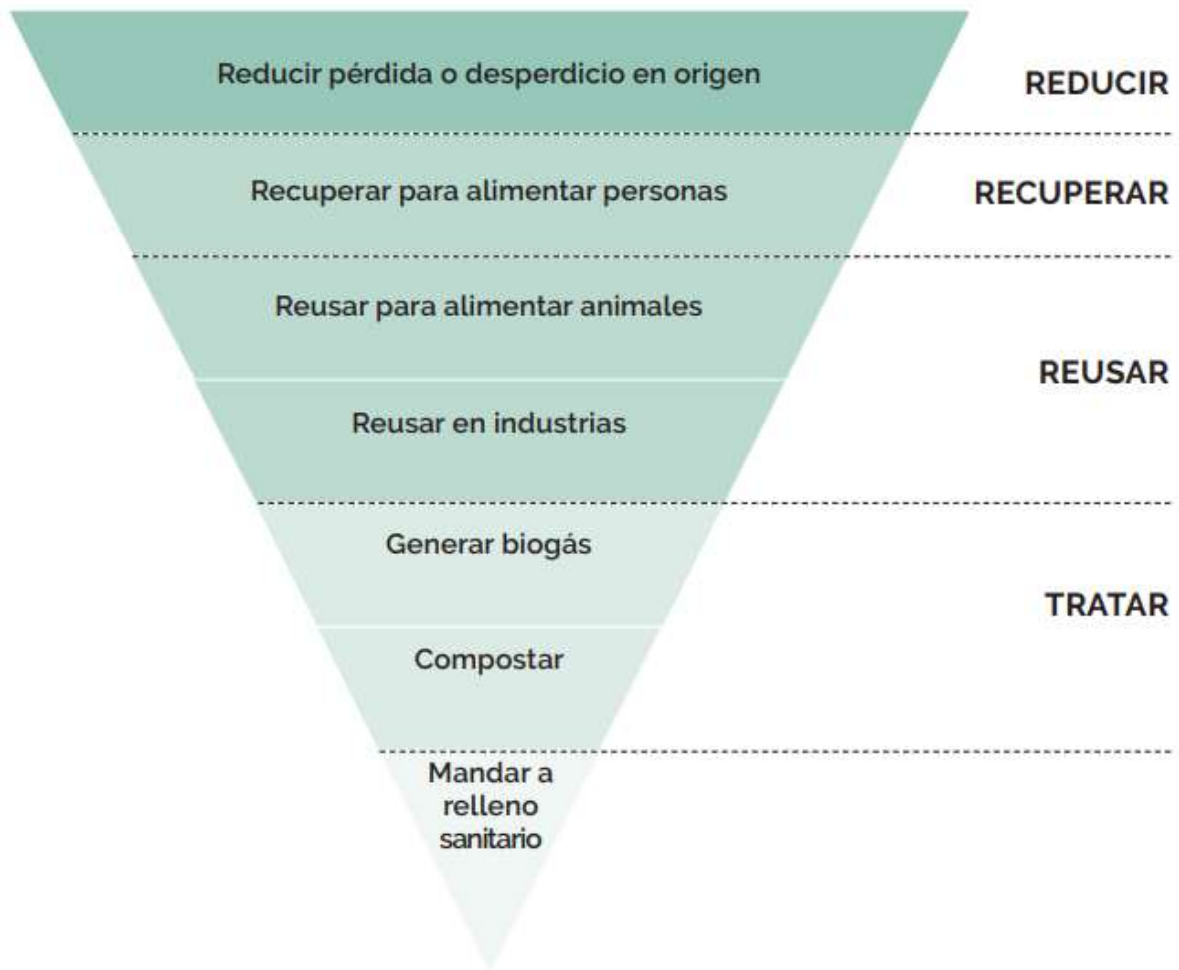 Reducir pérdida o desperdicio en origen
REDUCIR
Recuperar para alimentar personas
RECUPERAR
Reusar para alimentar animales
REUSAR
Reusar en industrias
Generar biogás
TRATAR
Compostar
Mandar a
relleno
sanitario